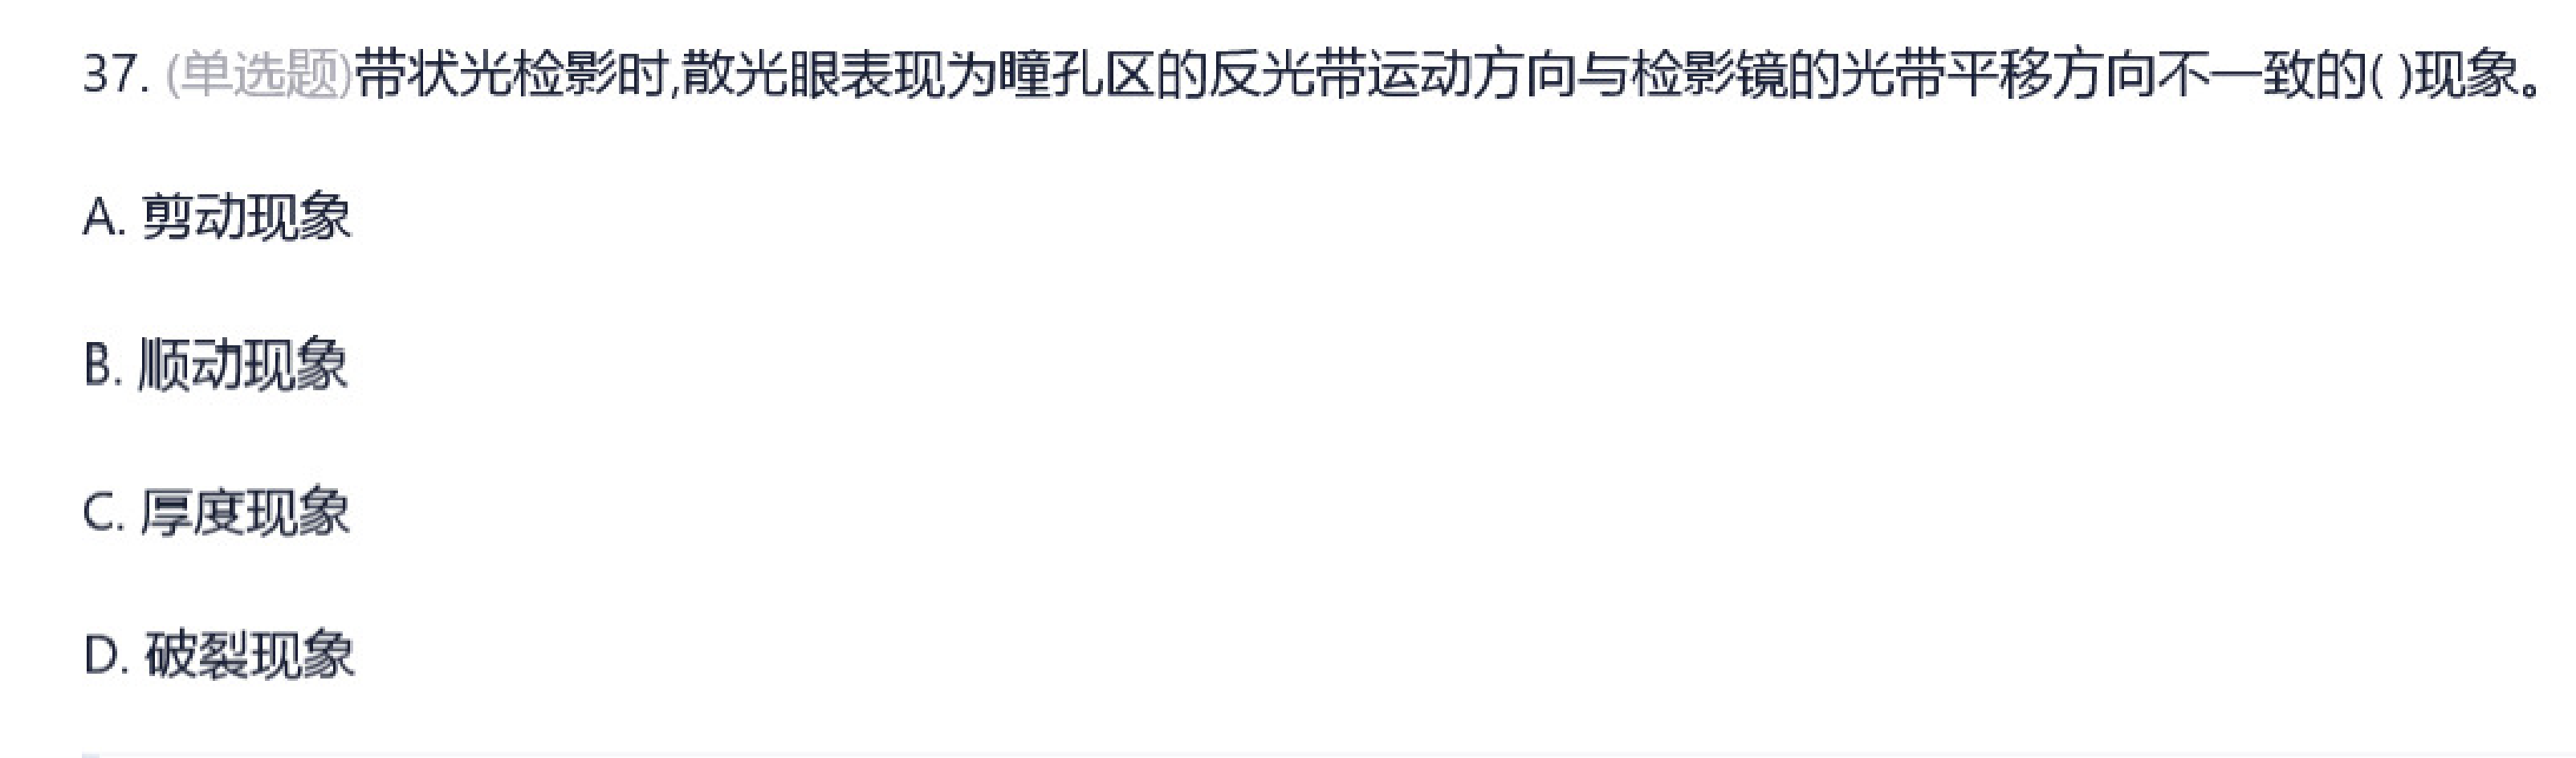 37. (单选题)带状光检影时,散光眼表现为瞳孔区的反光带运动方向与检影镜的光带平移方向不一致的( )现象。
A. 剪动现象
B. 顺动现象
C. 厚度现象
D. 破裂现象